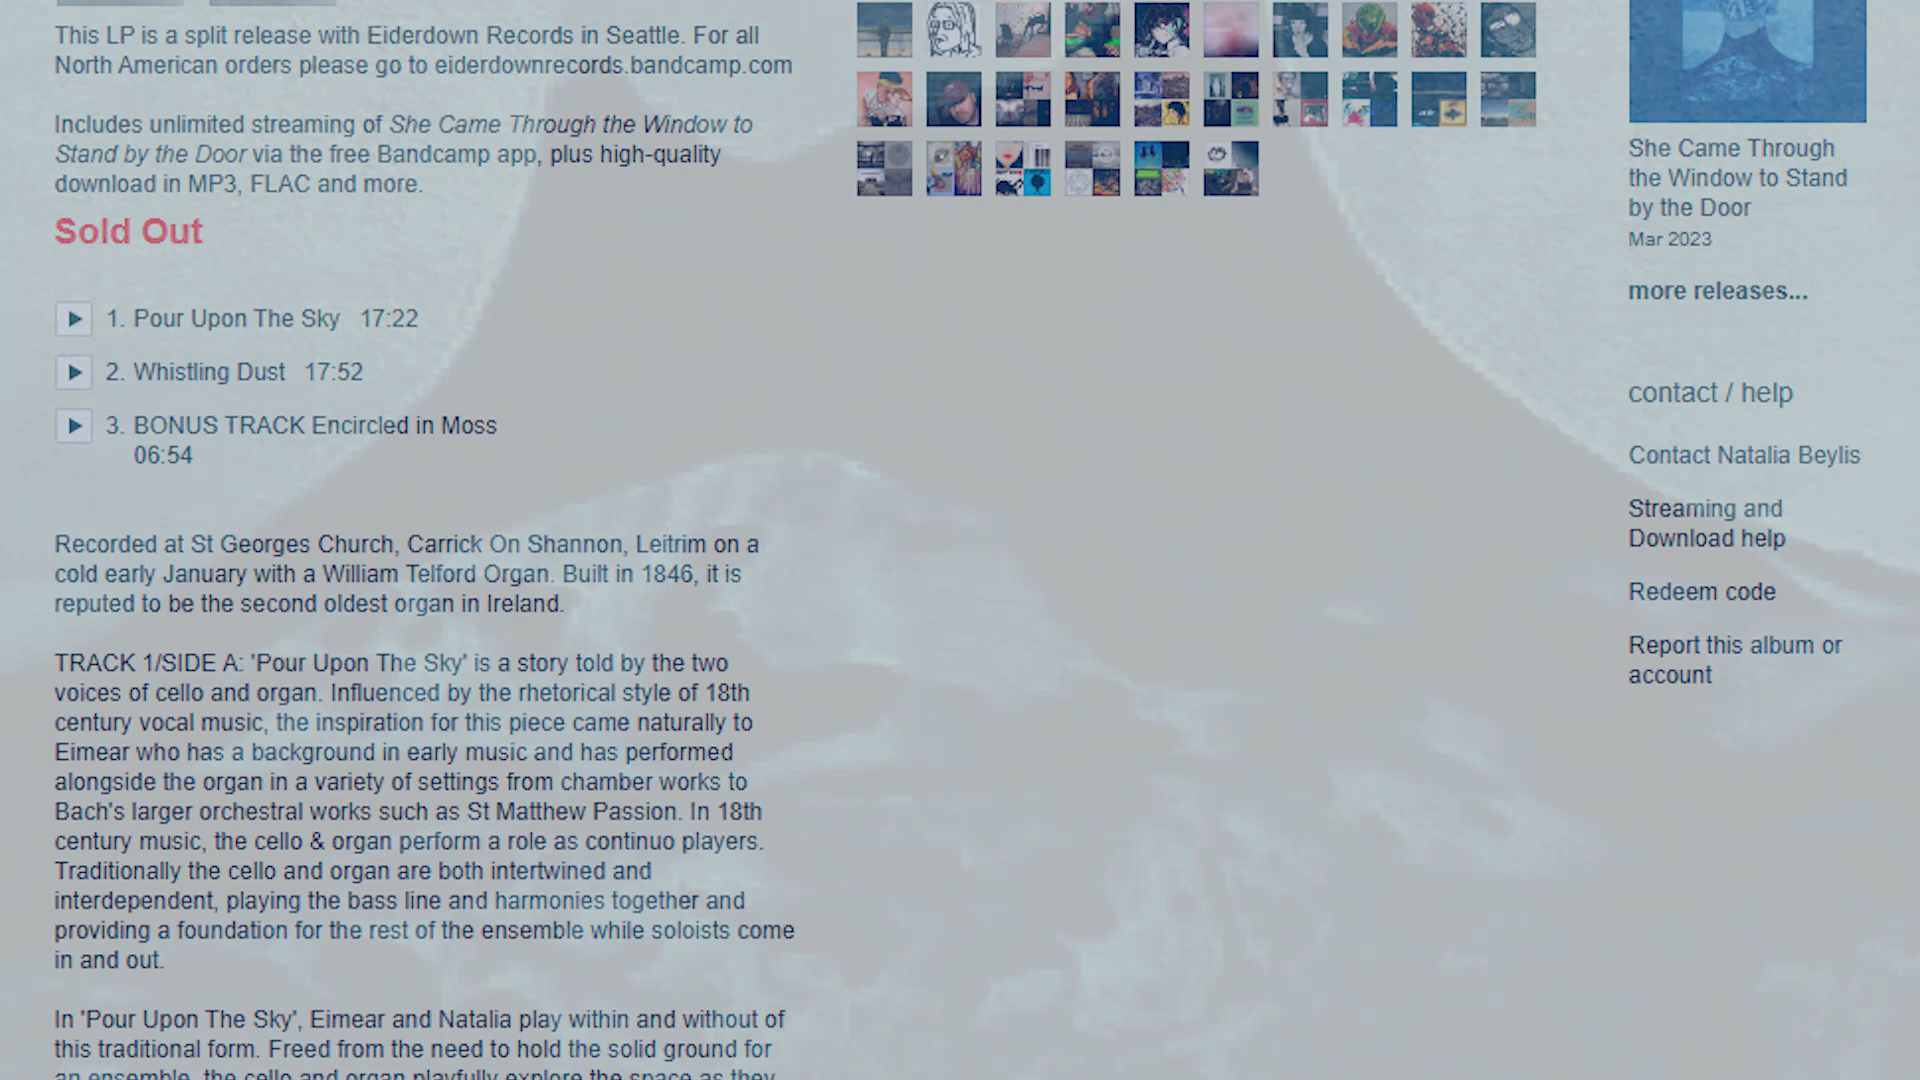 This LP is a split release with Eiderdown Records in Seattle. For all
North American orders please go to eiderdownrecords.bandcamp.com
Includes unlimited streaming of She Came Through the Window to
Stand by the Door via the free Bandcamp app, plus high-quality
download in MP3, FLAC and more.
Sold Out
1. Pour Upon The Sky 17:22
2. Whistling Dust 17:52
3. BONUS TRACK Encircled in Moss
06:54
Recorded at St Georges Church, Carrick On Shannon, Leitrim on a
cold early January with a William Telford Organ. Built in 1846, it is
reputed to be the second oldest organ in Ireland.
TRACK 1/SIDE A: 'Pour Upon The Sky' is a story told by the two
voices of cello and organ. Influenced by the rhetorical style of 18th
century vocal music, the inspiration for this piece came naturally to
Eimear who has a background in early music and has performed
alongside the organ in a variety of settings from chamber works to
Bach's larger orchestral works such as St Matthew Passion. In 18th
century music, the cello & organ perform a role as continuo players.
Traditionally the cello and organ are both intertwined and
interdependent, playing the bass line and harmonies together and
providing a foundation for the rest of the ensemble while soloists come
in and out.
In 'Pour Upon The Sky', Eimear and Natalia play within and without of
this traditional form. Freed from the need to hold the solid ground for
an ensemble, the cello and organ playfully explore the space as they
She Came Through
the Window to Stand
by the Door
Mar 2023
more releases...
contact / help
Contact Natalia Beylis
Streaming and
Download help
Redeem code
Report this album or
account